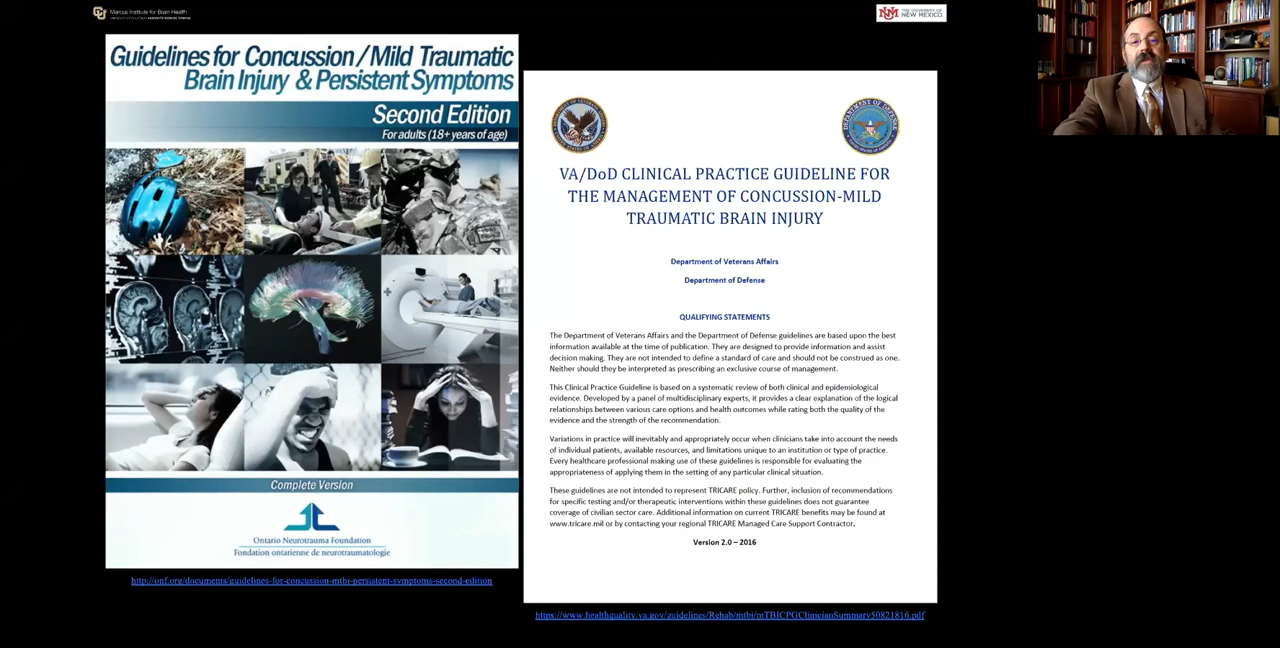 Marcus Institute for Brain Health
THE UNIVERSITY OF
NEW MEXICO
Guidelines for Concussion/Mild Traumatic
Brain Injury & Persistent Symptoms
Second Edition
For adults (18+ years of age)
Complete Version
Ontario Neurotrauma Foundation
Fondation ontarienne de neurotraumatologie
http://onf.org/documents/guidelines-for-concussion-mtbi-persistent-symptoms-second-edition
VA/DoD CLINICAL PRACTICE GUIDELINE FOR
THE MANAGEMENT OF CONCUSSION-MILD
TRAUMATIC BRAIN INJURY
Department of Veterans Affairs
Department of Defense
QUALIFYING STATEMENTS
The Department of Veterans Affairs and the Department of Defense guidelines are based upon the best
information available at the time of publication. They are designed to provide information and assist
decision making. They are not intended to define a standard of care and should not be construed as one.
Neither should they be interpreted as prescribing an exclusive course of management.
This Clinical Practice Guideline is based on a systematic review of both clinical and epidemiological
evidence. Developed by a panel of multidisciplinary experts, it provides a clear explanation of the logical
relationships between various care options and health outcomes while rating both the quality of the
evidence and the strength of the recommendation.
Variations in practice will inevitably and appropriately occur when clinicians take into account the needs
of individual patients, available resources, and limitations unique to an institution or type of practice.
Every healthcare professional making use of these guidelines is responsible for evaluating the
appropriateness of applying them in the setting of any particular clinical situation.
These guidelines are not intended to represent TRICARE policy. Further, inclusion of recommendations
for specific testing and/or therapeutic interventions within these guidelines does not guarantee
coverage of civilian sector care. Additional information on current TRICARE benefits may be found at
www.tricare.mil or by contacting your regional TRICARE Managed Care Support Contractor.
Version 2.0 – 2016
https://www.healthquality.va.gov/guidelines/Rehab/mtbi/mTBICPGClinicianSummary50821816.pdf